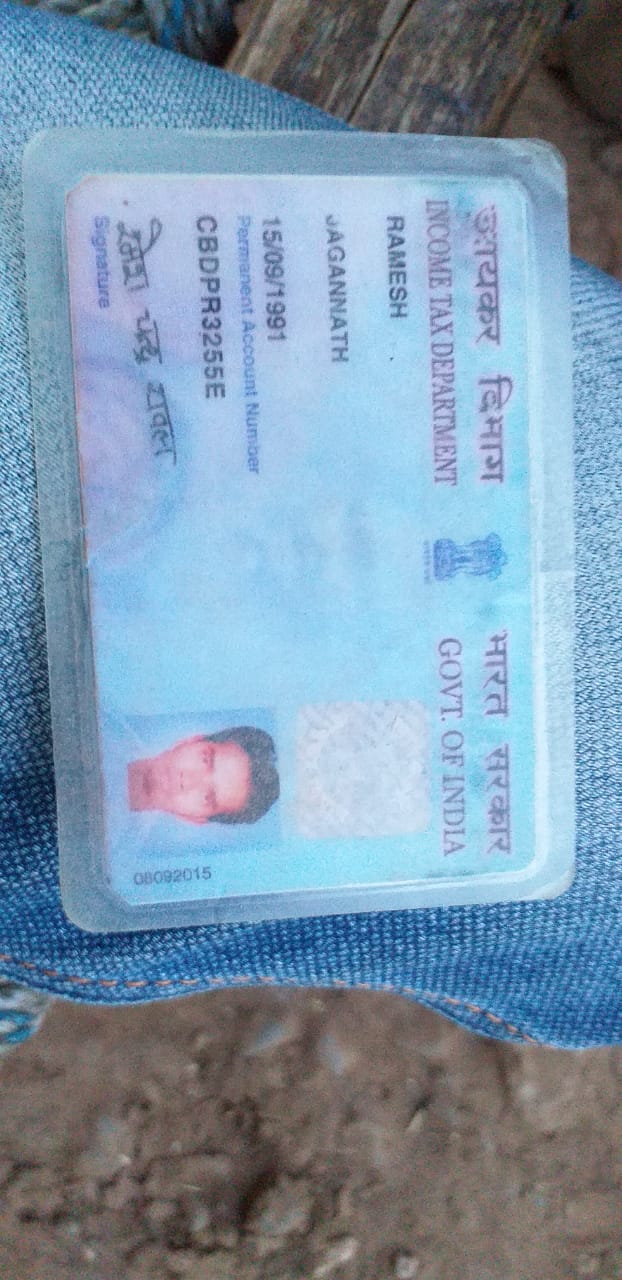 आयकर विभाग
INCOME TAX DEPARTMENT
भारत सरकार
GOVT. OF INDIA
RAMESH
JAGANNATH
15/09/1991
Permanent Account Number
CBDPR3255E
रमेश चन्द्र रावल
Signature
08092015